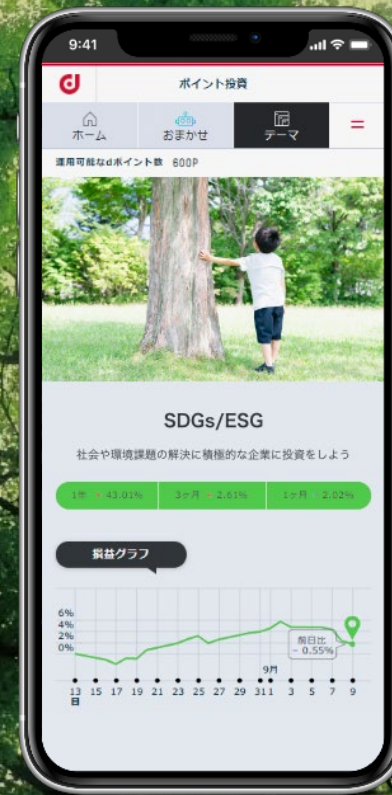 9:41
d
ポイント投資
ホーム
おまかせ
テーマ
運用可能なdポイント数 600P
SDGs/ESG
社会や環境課題の解決に積極的な企業に投資をしよう
1年 + 43.01% 3ヶ月 + 2.61% 1ヶ月 - 2.02%
損益グラフ
6%
4%
2%
0%
前日比
- 0.55%
9月
13 15 17 19 21 23 25 27 29 31 1 3 5 7 9
日